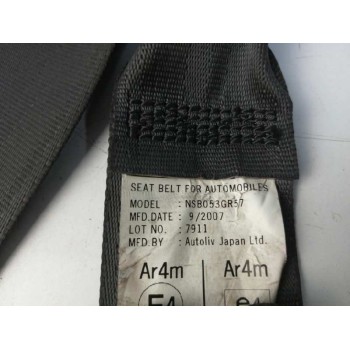 SEAT BELT FOR AUTOMOBILES
MODEL : NSB053GR57
MFD.DATE : 9/2007
LOT NO. : 7911
MFD BY : Autoliv Japan Ltd.
Ar4m Ar4m
E4 e4